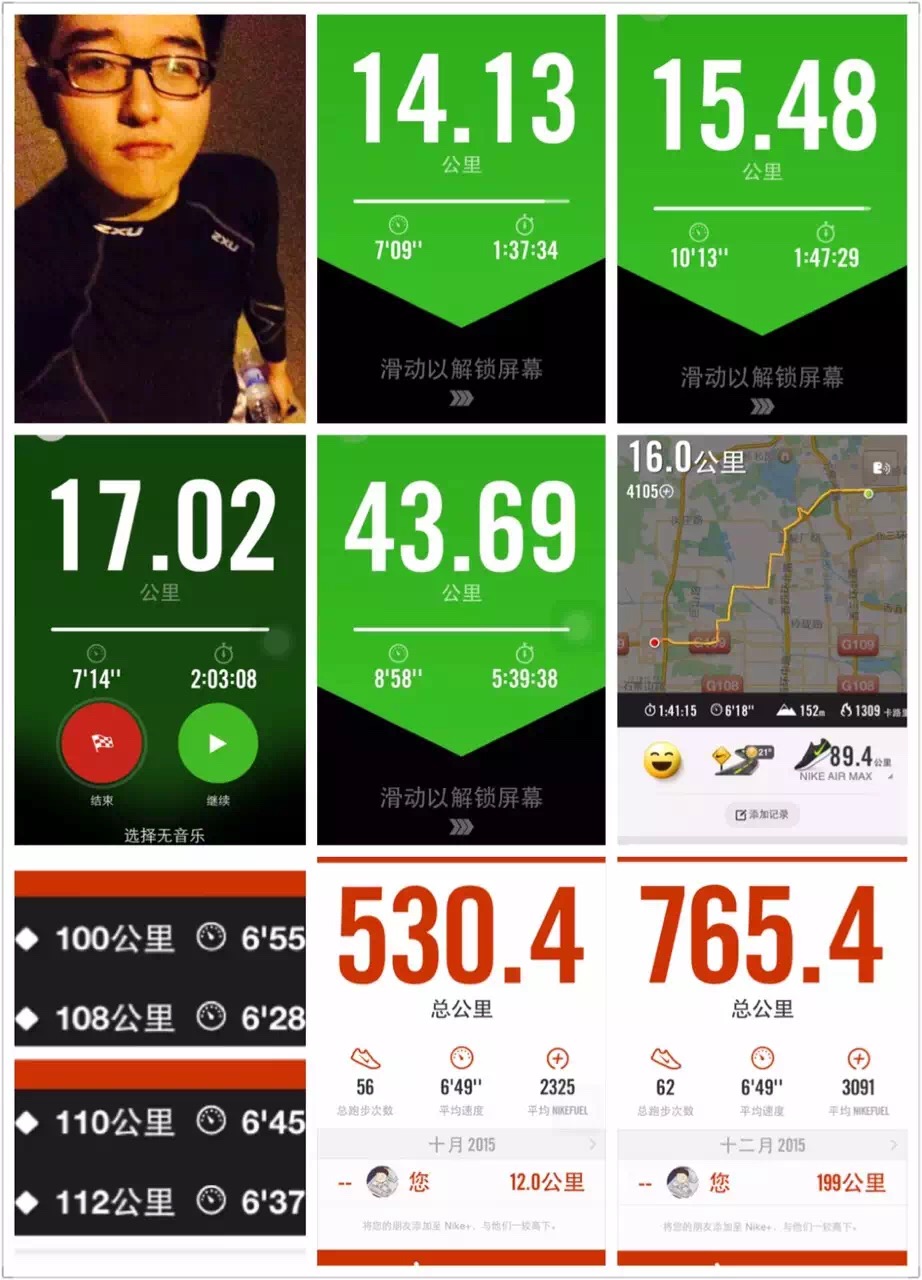 2XU
2XU
14.13
公里
7'09''
1:37:34
滑动以解锁屏幕
15.48
公里
10'13''
1:47:29
滑动以解锁屏幕
17.02
公里
7'14''
2:03:08
结束
继续
选择无音乐
43.69
公里
8'58''
5:39:38
滑动以解锁屏幕
16.0公里
4105
G109
G109
G108
G108
1:41:15 6'18'' 152m 1309 卡路里
21°
89.4公里
NIKE AIR MAX
添加记录
100公里 6'55
108公里 6'28
110公里 6'45
112公里 6'37
530.4
总公里
56
6'49''
2325
总跑步次数
平均速度
平均 NIKEFUEL
十月 2015
-- 您 12.0公里
将您的朋友添加至 Nike+，与他们一较高下。
765.4
总公里
62
6'49''
3091
总跑步次数
平均速度
平均 NIKEFUEL
十二月 2015
-- 您 199公里
将您的朋友添加至 Nike+，与他们一较高下。